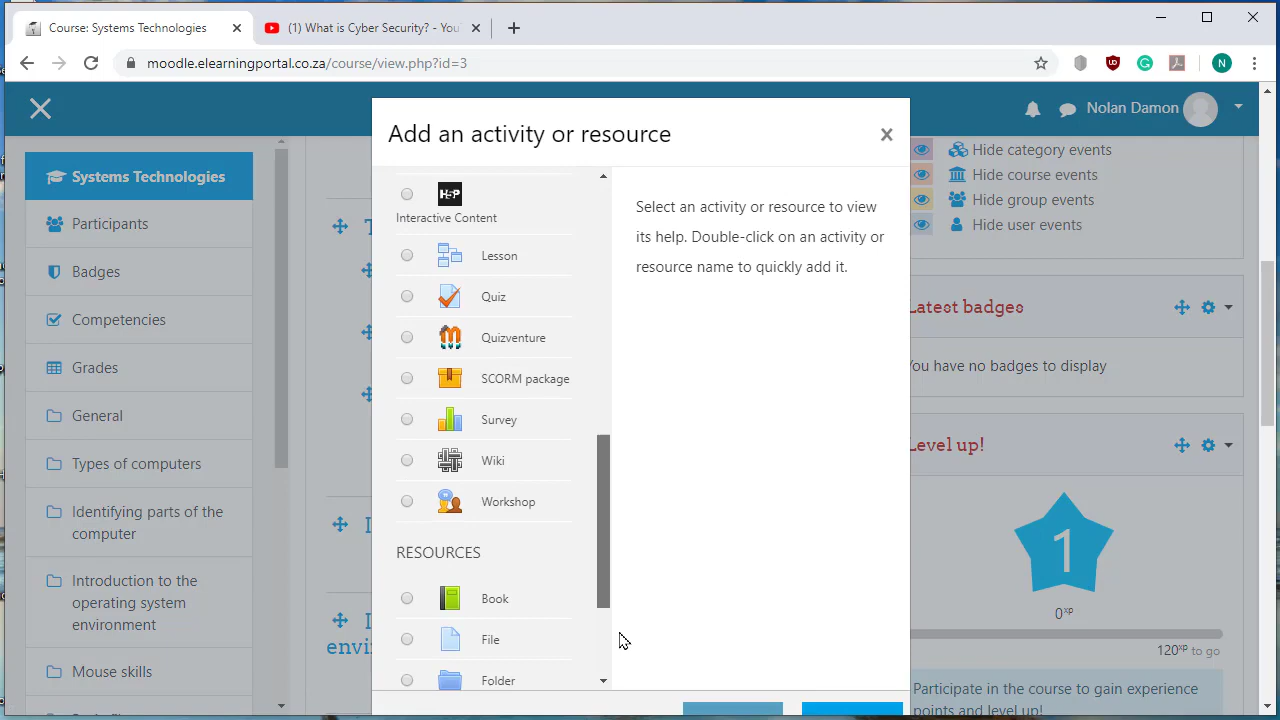 Course: Systems Technologies
(1) What is Cyber Security? - You
moodle.elearningportal.co.za/course/view.php?id=3
N
Nolan Damon
Systems Technologies
Participants
Badges
Competencies
Grades
General
Types of computers
Identifying parts of the
computer
Introduction to the
operating system
environment
Mouse skills
Add an activity or resource
H5P
Interactive Content
Lesson
Quiz
Quizventure
SCORM package
Survey
Wiki
Workshop
RESOURCES
Book
File
Folder
Select an activity or resource to view
its help. Double-click on an activity or
resource name to quickly add it.
Hide category events
Hide course events
Hide group events
Hide user events
Latest badges
You have no badges to display
Level up!
1
0xp
120xp to go
Participate in the course to gain experience
points and level up!